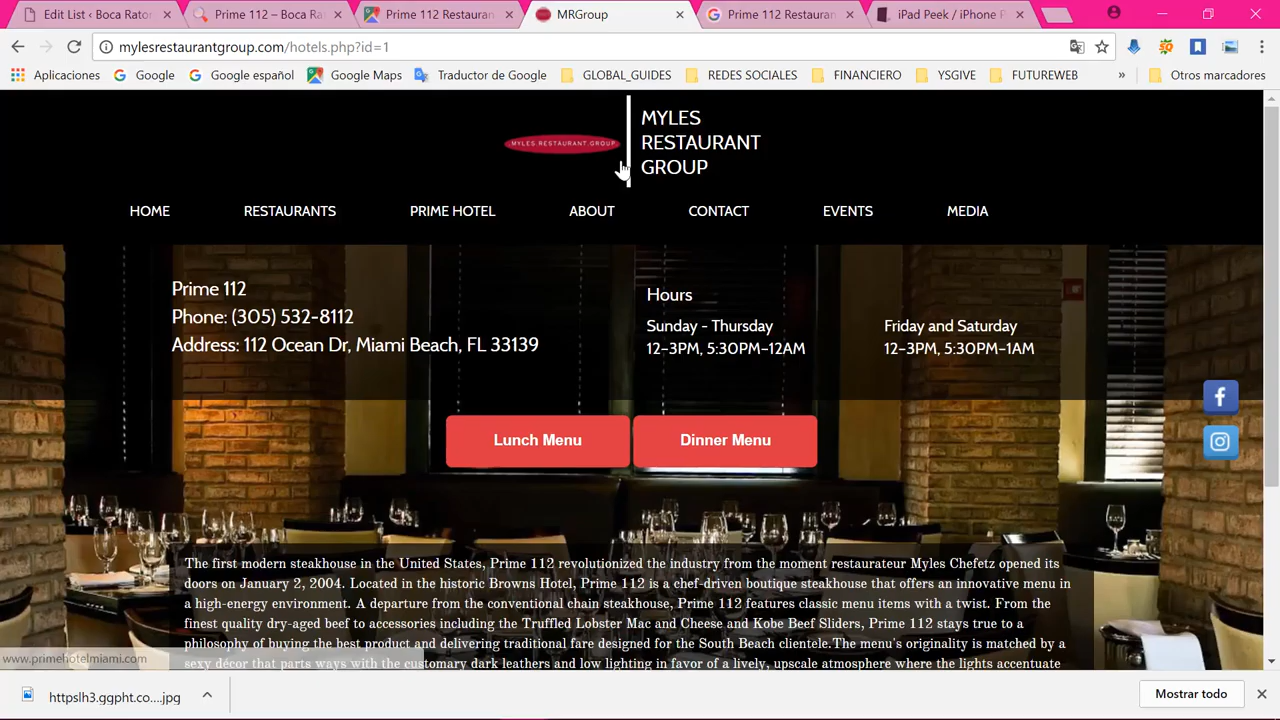 Edit List ‹ Boca Rator
Prime 112 – Boca Ra
Prime 112 Restauran
MRGroup
Prime 112 Restauran
iPad Peek / iPhone P
mylesrestaurantgroup.com/hotels.php?id=1
Aplicaciones
Google
Google español
Google Maps
Traductor de Google
GLOBAL_GUIDES
REDES SOCIALES
FINANCIERO
YSGIVE
FUTUREWEB
»
Otros marcadores
MYLES.RESTAURANT.GROUP
MYLES
RESTAURANT
GROUP
HOME
RESTAURANTS
PRIME HOTEL
ABOUT
CONTACT
EVENTS
MEDIA
Prime 112
Phone: (305) 532-8112
Address: 112 Ocean Dr, Miami Beach, FL 33139
Hours
Sunday - Thursday
12–3PM, 5:30PM–12AM
Friday and Saturday
12–3PM, 5:30PM–1AM
Lunch Menu
Dinner Menu
The first modern steakhouse in the United States, Prime 112 revolutionized the industry from the moment restaurateur Myles Chefetz opened its
doors on January 2, 2004. Located in the historic Browns Hotel, Prime 112 is a chef-driven boutique steakhouse that offers an innovative menu in
a high-energy environment. A departure from the conventional chain steakhouse, Prime 112 features classic menu items with a twist. From the
finest quality dry-aged beef to accessories including the Truffled Lobster Mac and Cheese and Kobe Beef Sliders, Prime 112 stays true to a
philosophy of buying the best product and delivering traditional fare designed for the South Beach clientele.The menu's originality is matched by a
sexy décor that parts ways with the customary dark leathers and low lighting in favor of a lively, upscale atmosphere where the lights accentuate
www.primehotelmiami.com
httpslh3.ggpht.co....jpg
Mostrar todo